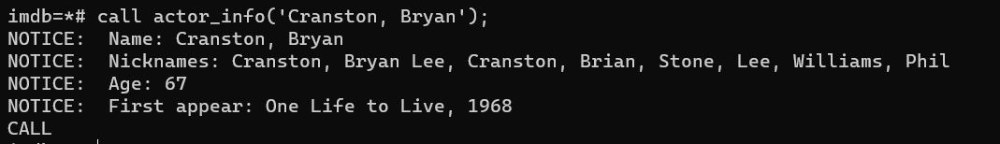 imdb=*# call actor_info('Cranston, Bryan');
NOTICE:  Name: Cranston, Bryan
NOTICE:  Nicknames: Cranston, Bryan Lee, Cranston, Brian, Stone, Lee, Williams, Phil
NOTICE:  Age: 67
NOTICE:  First appear: One Life to Live, 1968
CALL